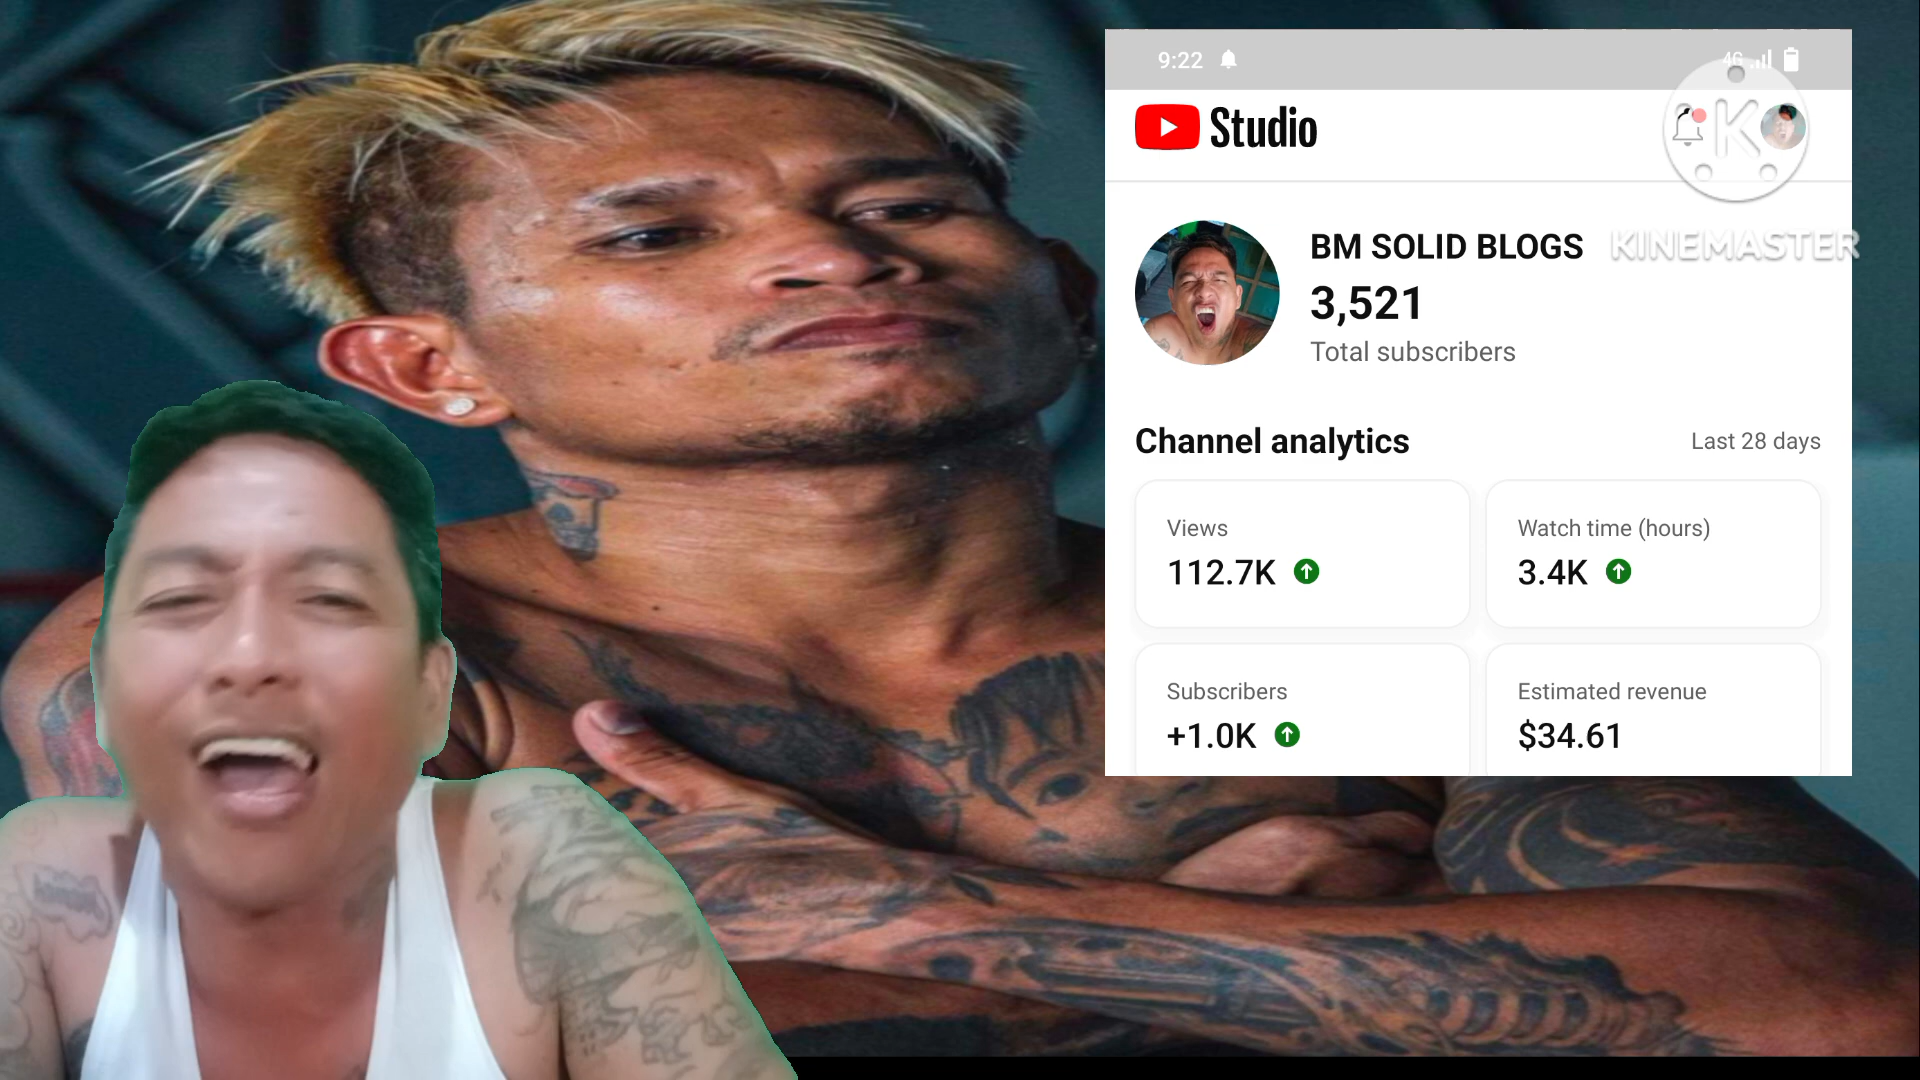 9:22
4G
Studio
K
KINEMASTER
BM SOLID BLOGS
3,521
Total subscribers
Channel analytics
Last 28 days
Views
112.7K
Watch time (hours)
3.4K
Subscribers
+1.0K
Estimated revenue
$34.61